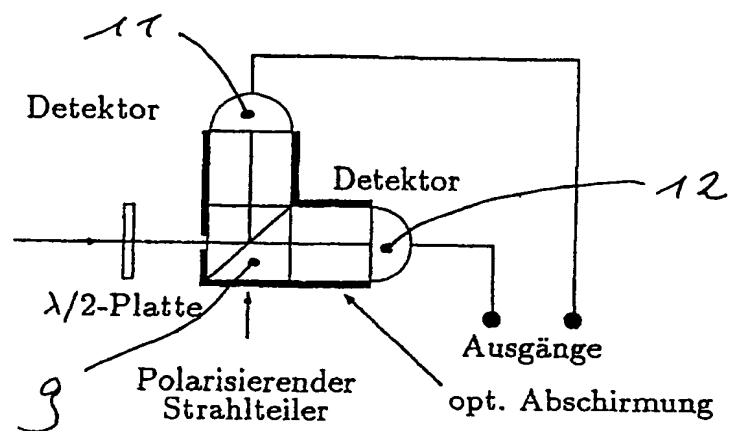 11
Detektor
Detektor
12
λ/2-Platte
Ausgänge
9
Polarisierender
Strahlteiler
opt. Abschirmung